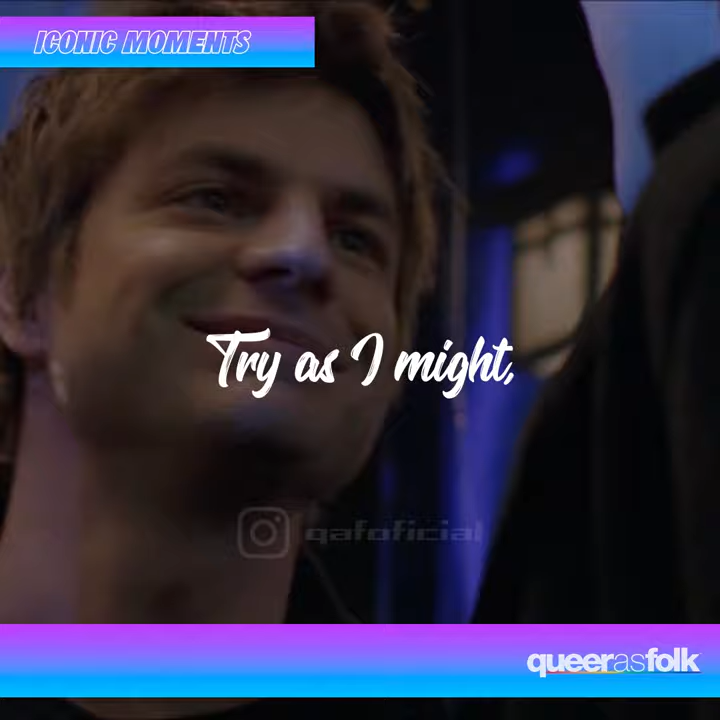 ICONIC MOMENTS
Try as I might,
qafoficial
queerasfolk